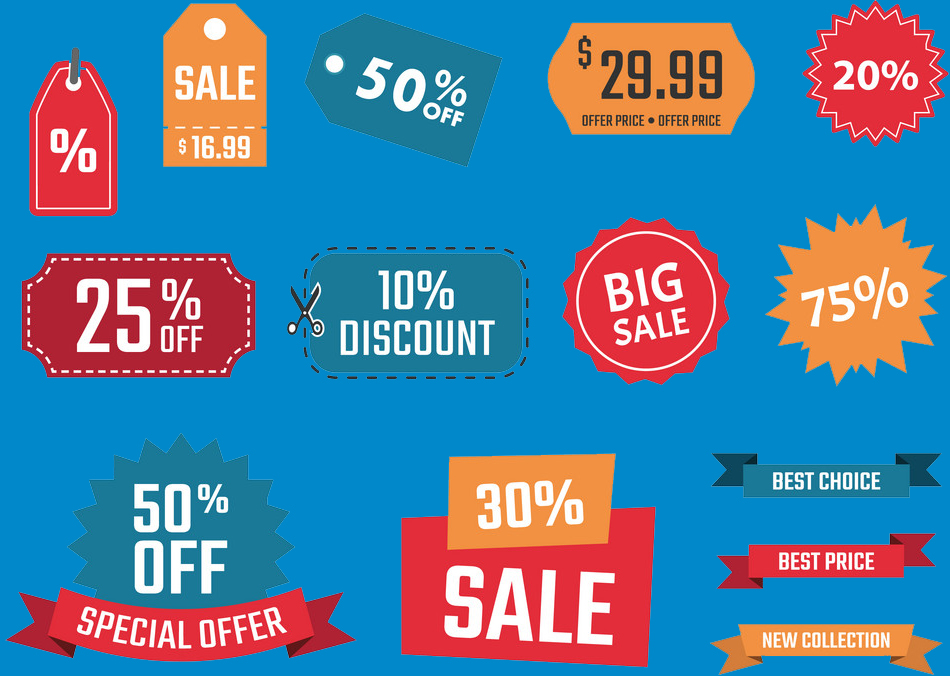 %
SALE
$ 16.99
50% OFF
$ 29.99
OFFER PRICE • OFFER PRICE
20%
25% OFF
10%
DISCOUNT
BIG
SALE
75%
50%
OFF
SPECIAL OFFER
30%
SALE
BEST CHOICE
BEST PRICE
NEW COLLECTION